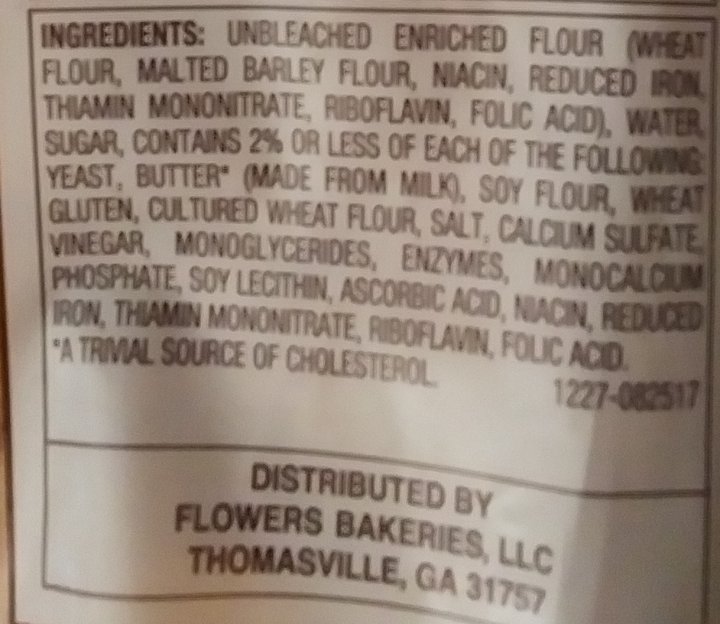 INGREDIENTS: UNBLEACHED ENRICHED FLOUR (WHEAT
FLOUR, MALTED BARLEY FLOUR, NIACIN, REDUCED IRON,
THIAMIN MONONITRATE, RIBOFLAVIN, FOLIC ACID), WATER,
SUGAR, CONTAINS 2% OR LESS OF EACH OF THE FOLLOWING:
YEAST, BUTTER* (MADE FROM MILK), SOY FLOUR, WHEAT
GLUTEN, CULTURED WHEAT FLOUR, SALT, CALCIUM SULFATE,
VINEGAR, MONOGLYCERIDES, ENZYMES, MONOCALCIUM
PHOSPHATE, SOY LECITHIN, ASCORBIC ACID, NIACIN, REDUCED
IRON, THIAMIN MONONITRATE, RIBOFLAVIN, FOLIC ACID.
*A TRIVIAL SOURCE OF CHOLESTEROL.
1227-082517
DISTRIBUTED BY
FLOWERS BAKERIES, LLC
THOMASVILLE, GA 31757